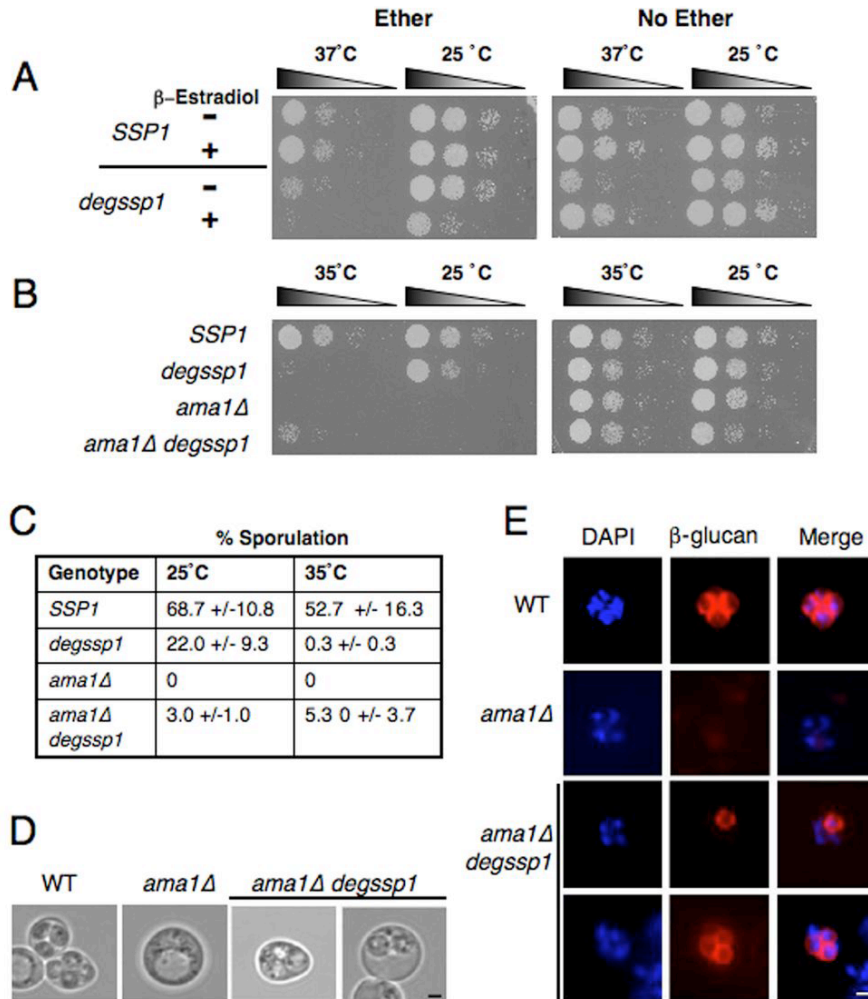 Ether No Ether
37˚C 25 ˚C 37˚C 25 ˚C
A
β-Estradiol
SSP1 -
+
degssp1 -
+
35˚C 25 ˚C 35˚C 25 ˚C
B
SSP1
degssp1
ama1Δ
ama1Δ degssp1
C
% Sporulation
Genotype 25˚C 35˚C
SSP1 68.7 +/-10.8 52.7 +/- 16.3
degssp1 22.0 +/- 9.3 0.3 +/- 0.3
ama1Δ 0 0
ama1Δ degssp1 3.0 +/-1.0 5.3 0 +/- 3.7
D
WT ama1Δ ama1Δ degssp1
E
DAPI β-glucan Merge
WT
ama1Δ
ama1Δ
degssp1